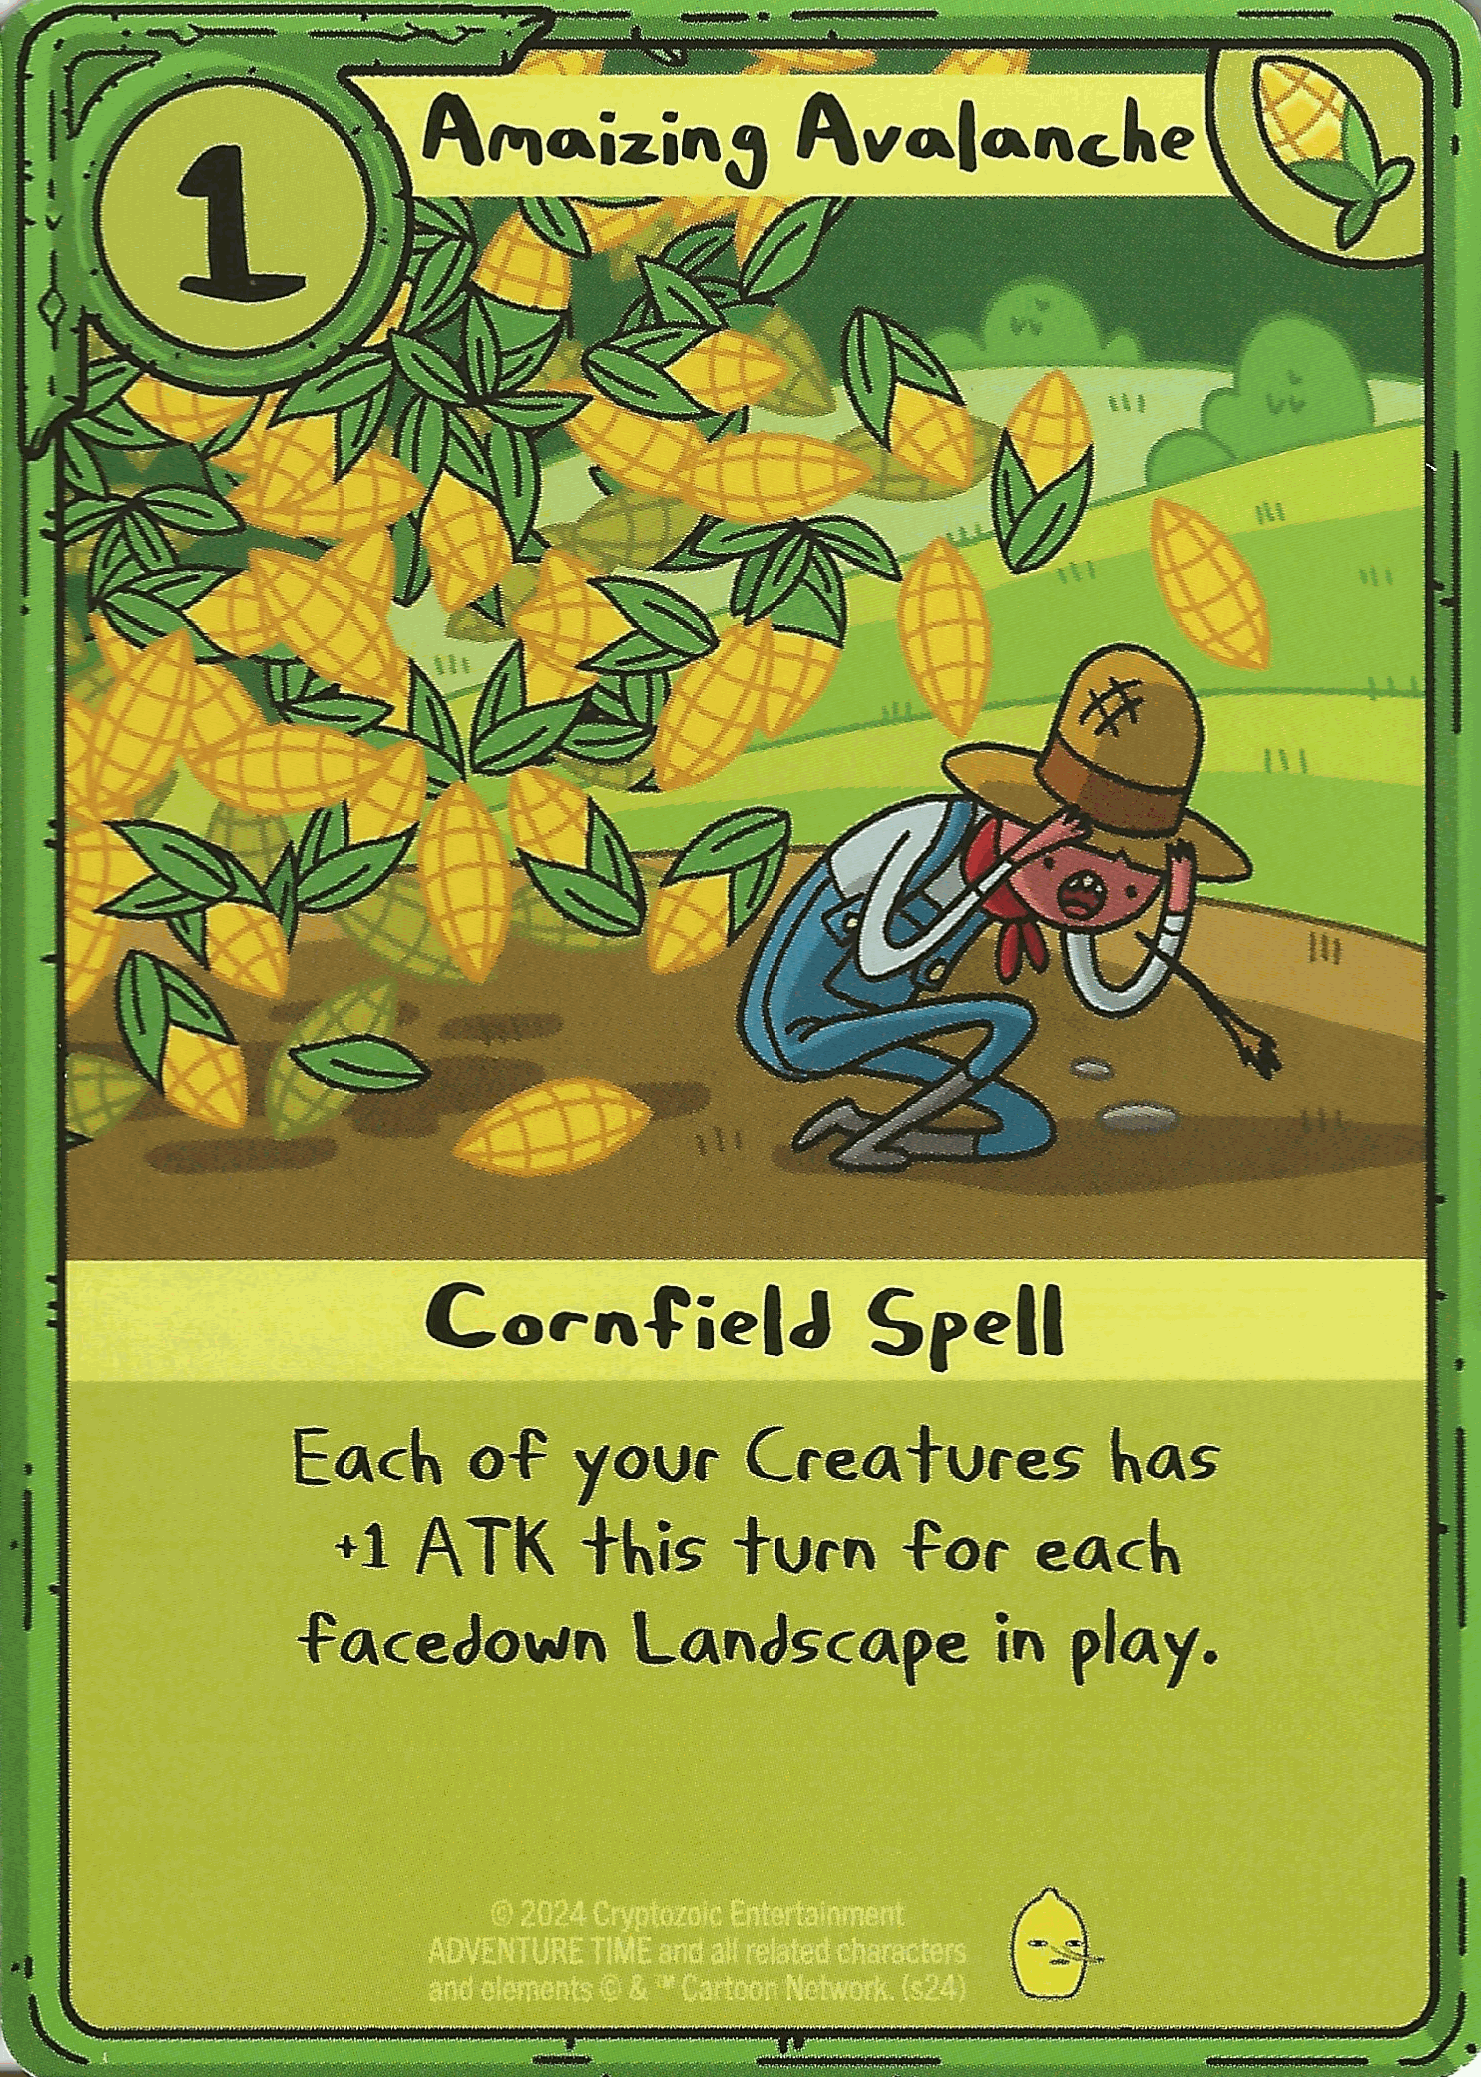 1
Amaizing Avalanche
Cornfield Spell
Each of your Creatures has
+1 ATK this turn for each
facedown Landscape in play.
© 2024 Cryptozoic Entertainment
ADVENTURE TIME and all related characters
and elements © & ™ Cartoon Network. (s24)